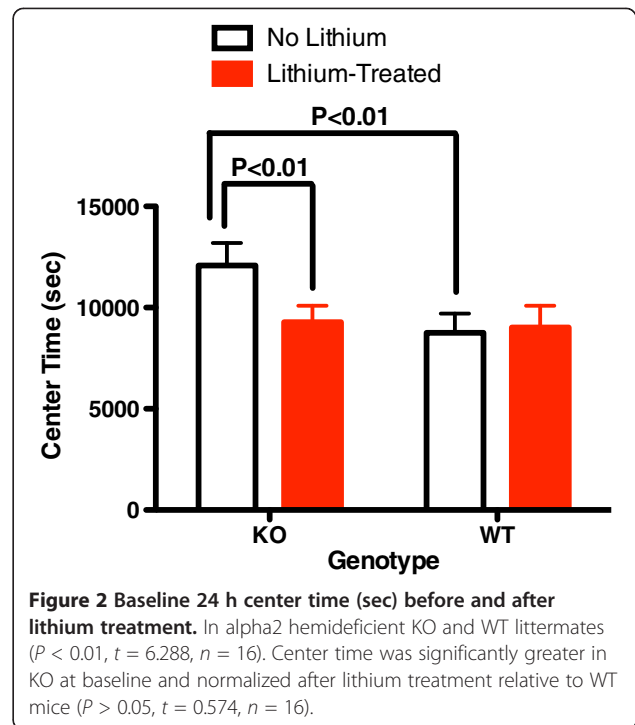 No Lithium
Lithium-Treated
P<0.01
P<0.01
15000
10000
5000
0
Center Time (sec)
KO
WT
Genotype
Figure 2 Baseline 24 h center time (sec) before and after
lithium treatment. In alpha2 hemideficient KO and WT littermates
(P < 0.01, t = 6.288, n = 16). Center time was significantly greater in
KO at baseline and normalized after lithium treatment relative to WT
mice (P > 0.05, t = 0.574, n = 16).